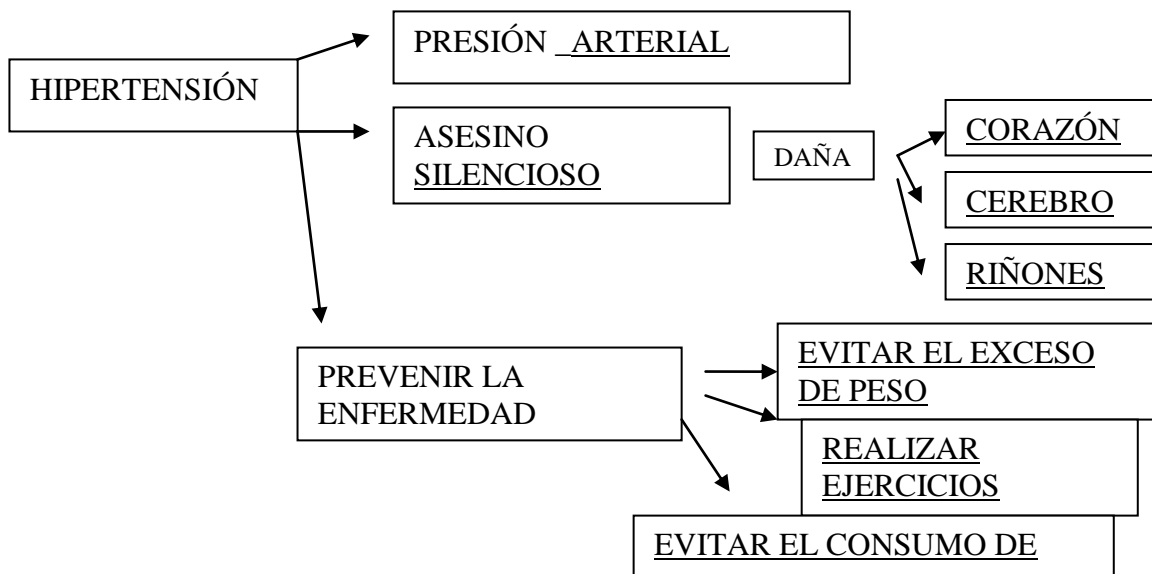 PRESIÓN _ARTERIAL
HIPERTENSIÓN
ASESINO
SILENCIOSO
DAÑA
CORAZÓN
CEREBRO
RIÑONES
PREVENIR LA
ENFERMEDAD
EVITAR EL EXCESO
DE PESO
REALIZAR
EJERCICIOS
EVITAR EL CONSUMO DE